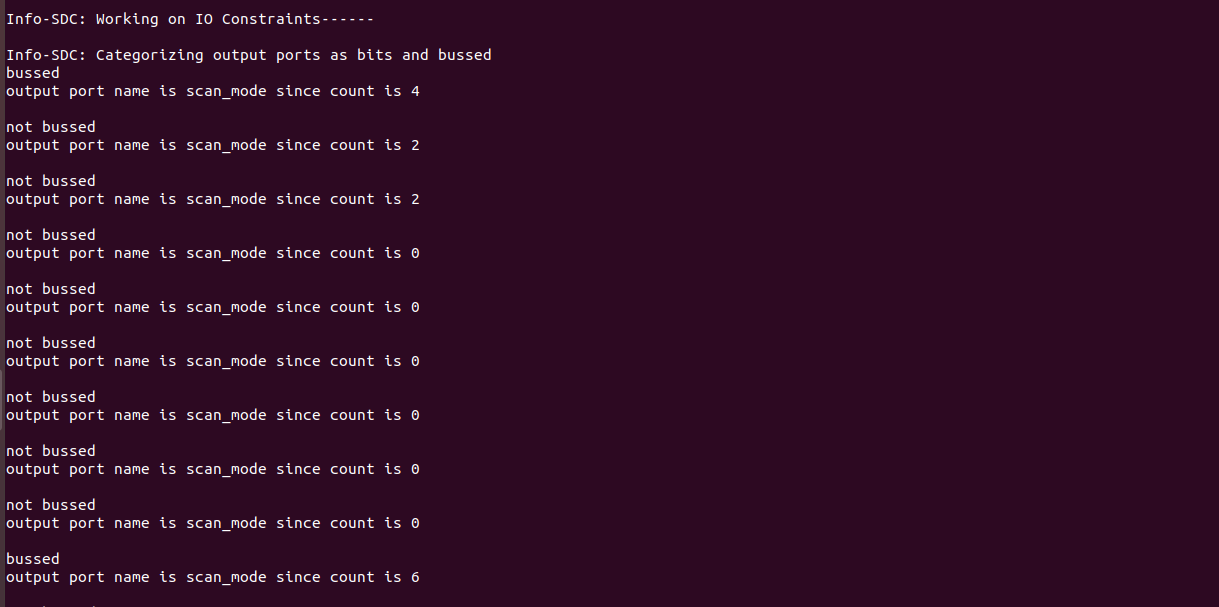 Info-SDC: Working on IO Constraints------
Info-SDC: Categorizing output ports as bits and bussed
bussed
output port name is scan_mode since count is 4
not bussed
output port name is scan_mode since count is 2
not bussed
output port name is scan_mode since count is 2
not bussed
output port name is scan_mode since count is 0
not bussed
output port name is scan_mode since count is 0
not bussed
output port name is scan_mode since count is 0
not bussed
output port name is scan_mode since count is 0
not bussed
output port name is scan_mode since count is 0
not bussed
output port name is scan_mode since count is 0
bussed
output port name is scan_mode since count is 6